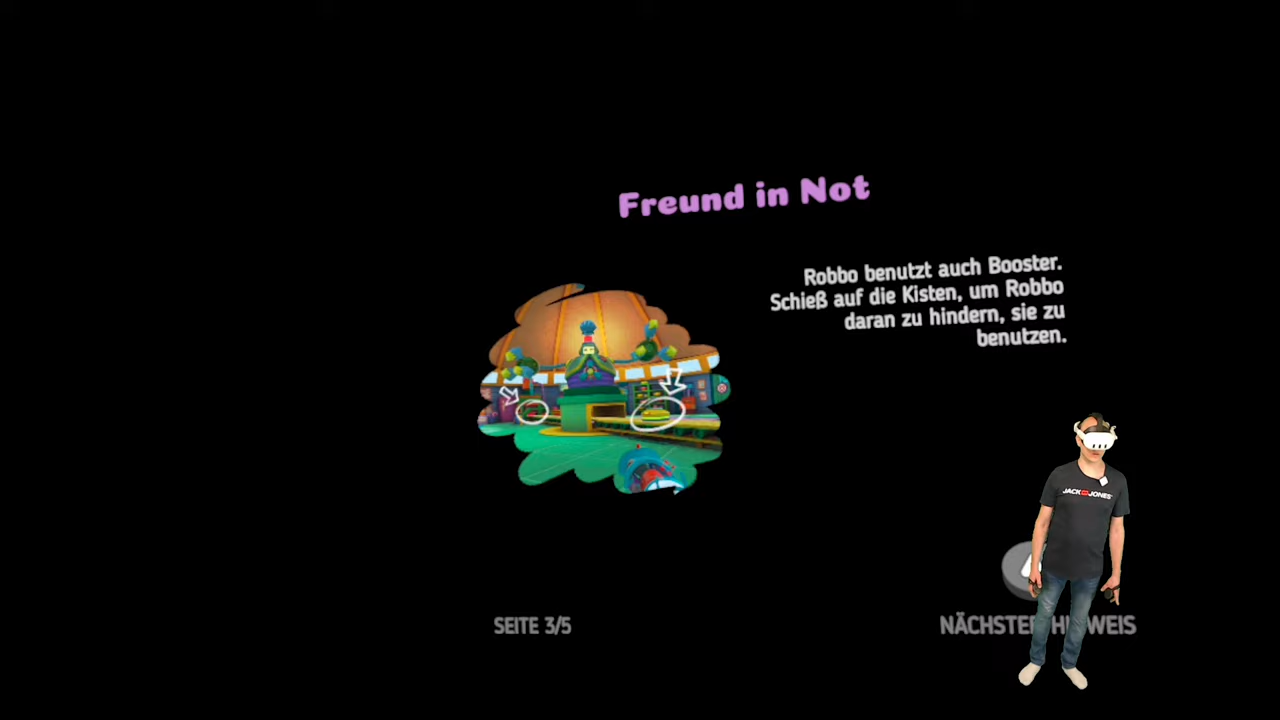 Freund in Not
Robbo benutzt auch Booster.
Schieß auf die Kisten, um Robbo
daran zu hindern, sie zu
benutzen.
JACK JONES
SEITE 3/5